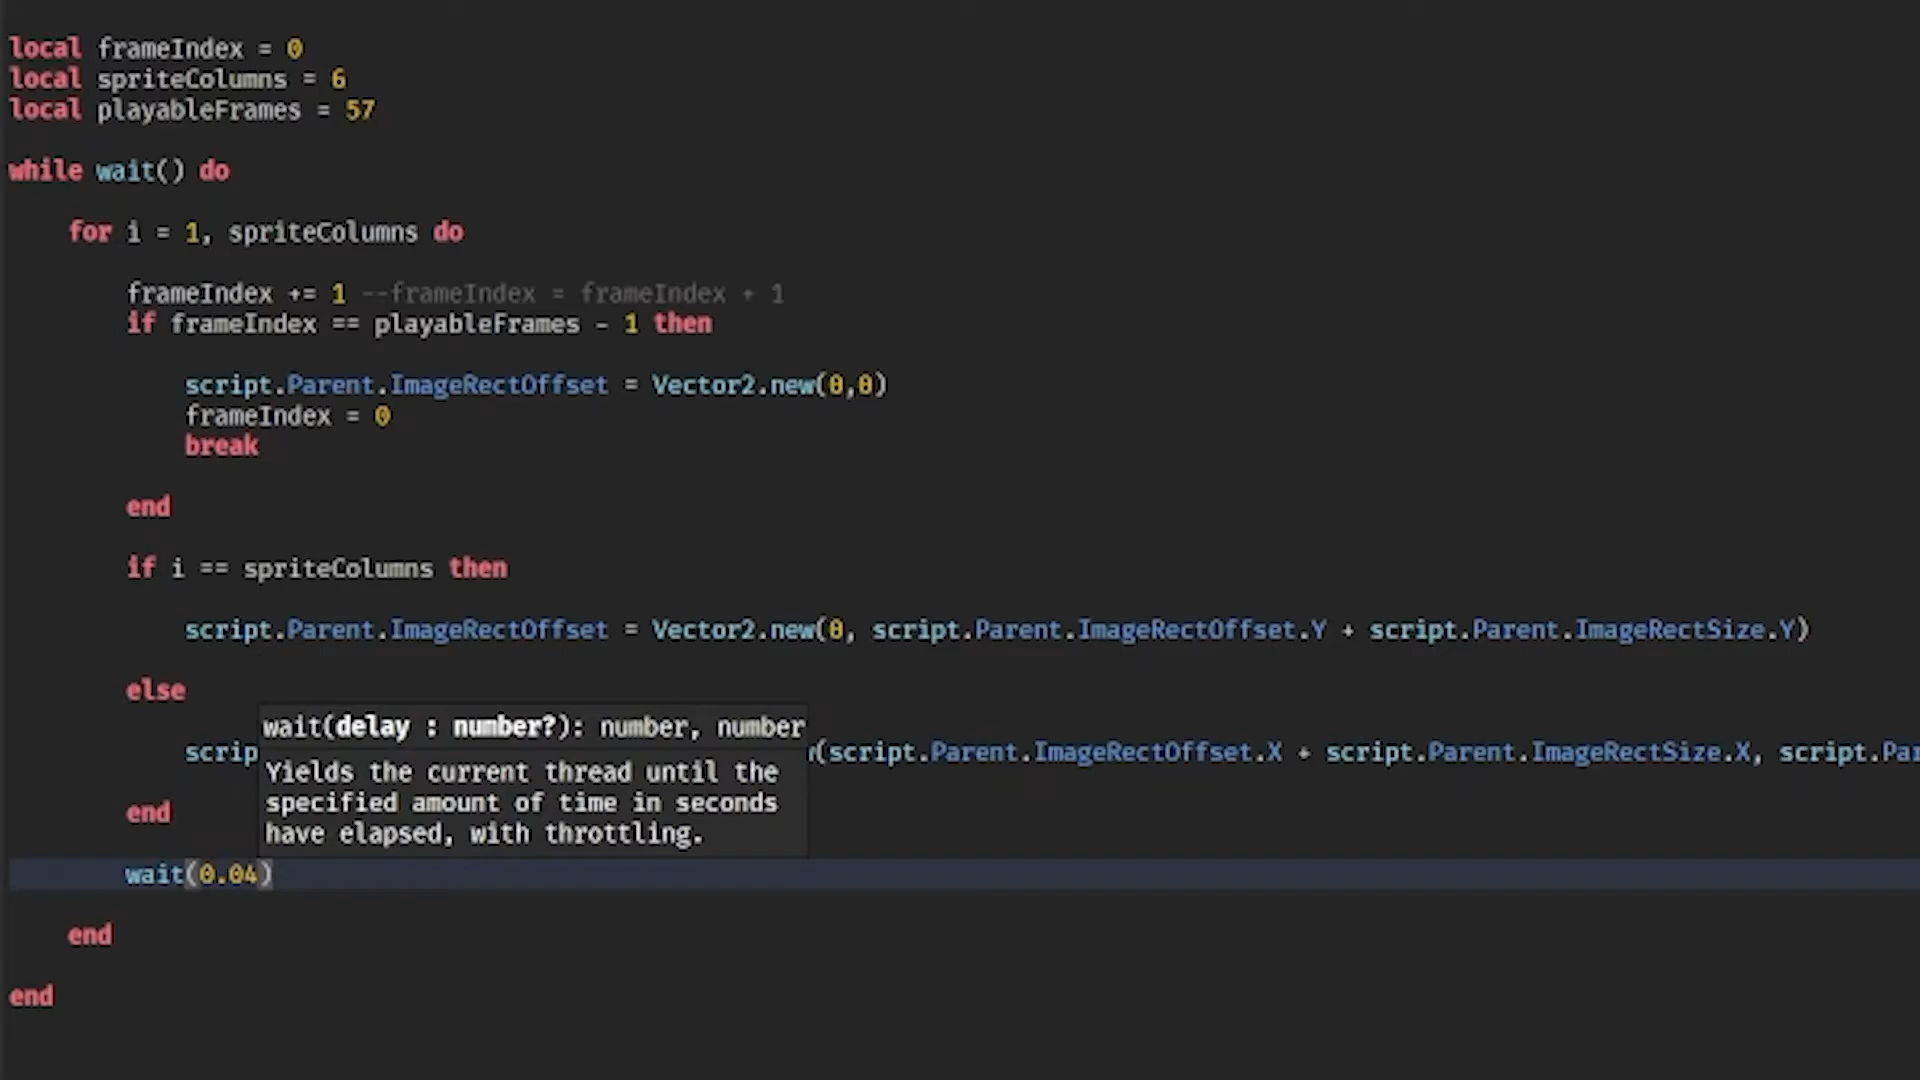 local frameIndex = 0
local spriteColumns = 6
local playableFrames = 57
while wait() do
for i = 1, spriteColumns do
frameIndex += 1 --frameIndex = frameIndex + 1
if frameIndex == playableFrames - 1 then
script.Parent.ImageRectOffset = Vector2.new(0,0)
frameIndex = 0
break
end
if i == spriteColumns then
script.Parent.ImageRectOffset = Vector2.new(0, script.Parent.ImageRectOffset.Y + script.Parent.ImageRectSize.Y)
else
wait(delay : number?): number, number
scrip (script.Parent.ImageRectOffset.X + script.Parent.ImageRectSize.X, script.Par
Yields the current thread until the
specified amount of time in seconds
have elapsed, with throttling.
end
wait(0.04)
end
end